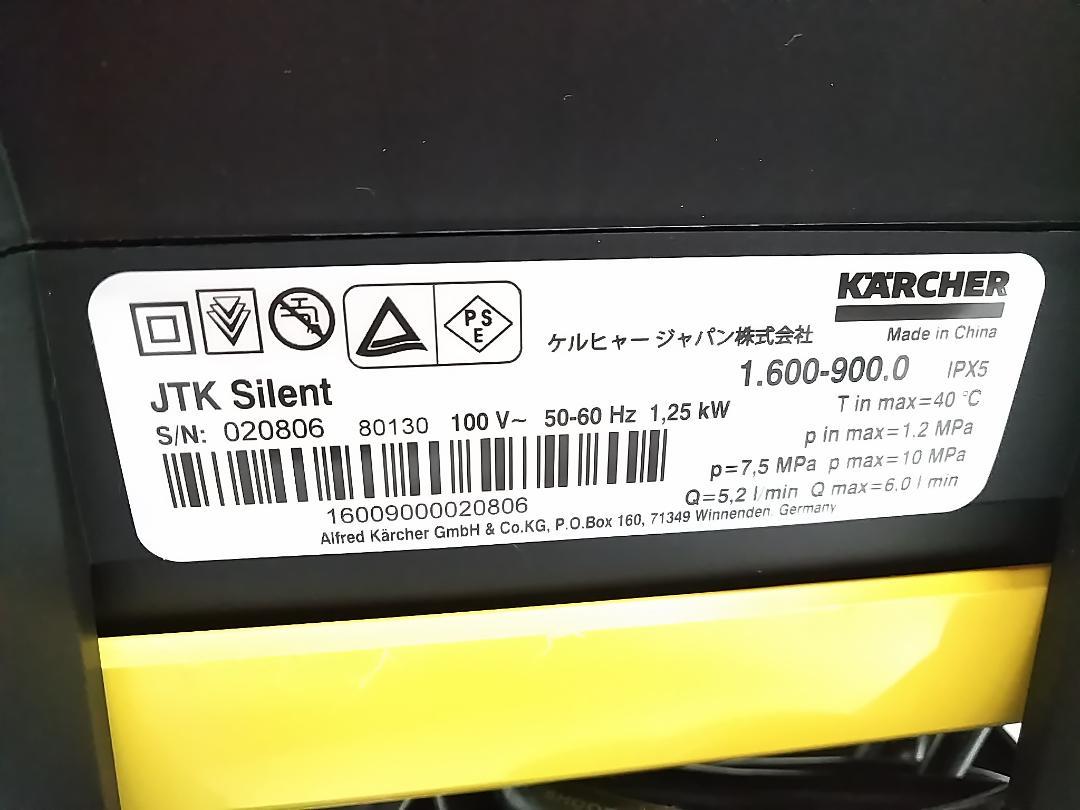 KÄRCHER
Made in China
PSE
ケルヒャー ジャパン株式会社
1.600-900.0 IPX5
JTK Silent
T in max=40 °C
S/N: 020806 80130 100 V~ 50-60 Hz 1,25 kW
p in max=1.2 MPa
p=7,5 MPa p max=10 MPa
Q=5,2 l/min Q max=6.0 l min
16009000020806
Alfred Kärcher GmbH & Co.KG, P.O.Box 160, 71349 Winnenden, Germany